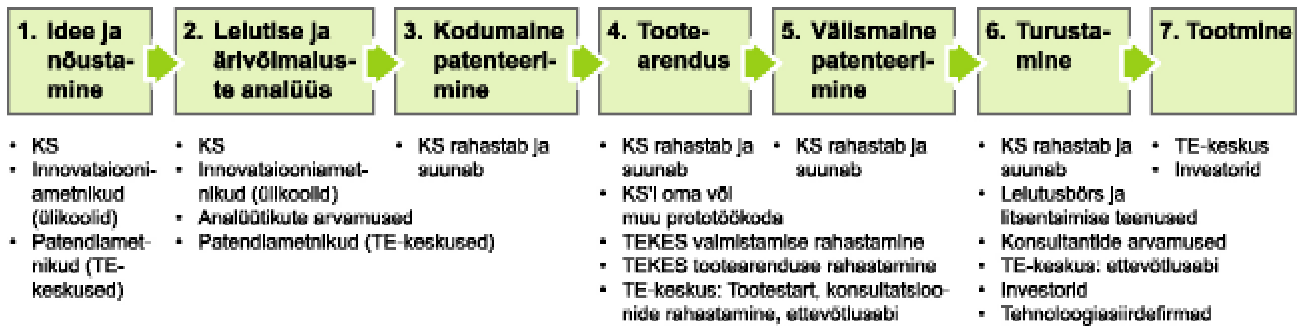 1. Idee ja
nõusta-
mine
2. Leiutise ja
ärivõimalus-
te analüüs
3. Kodumaine
patenteeri-
mine
4. Toote-
arendus
5. Välismaine
patenteeri-
mine
6. Turusta-
mine
7. Tootmine
• KS
• Innovatsiooni-
ametnikud
(ülikoolid)
• Patendiamet-
nikud (TE-
keskused)
• KS
• Innovatsiooniamet-
nikud (ülikoolid)
• Analüütikute arvamused
• Patendiametnikud (TE-keskused)
• KS rahastab ja
suunab
• KS rahastab ja
suunab
• KS'i oma või
muu prototöökoda
• TEKES valmistamise rahastamine
• TEKES tootearenduse rahastamine
• TE-keskus: Tootestart, konsultatsioo-
nide rahastamine, ettevõtlusabi
• KS rahastab ja
suunab
• KS rahastab ja
suunab
• Leiutusbörs ja
litsentsimise teenused
• Konsultantide arvamused
• TE-keskus: ettevõtlusabi
• Investorid
• Tehnoloogiasiirdefirmad
• TE-keskus
• Investorid